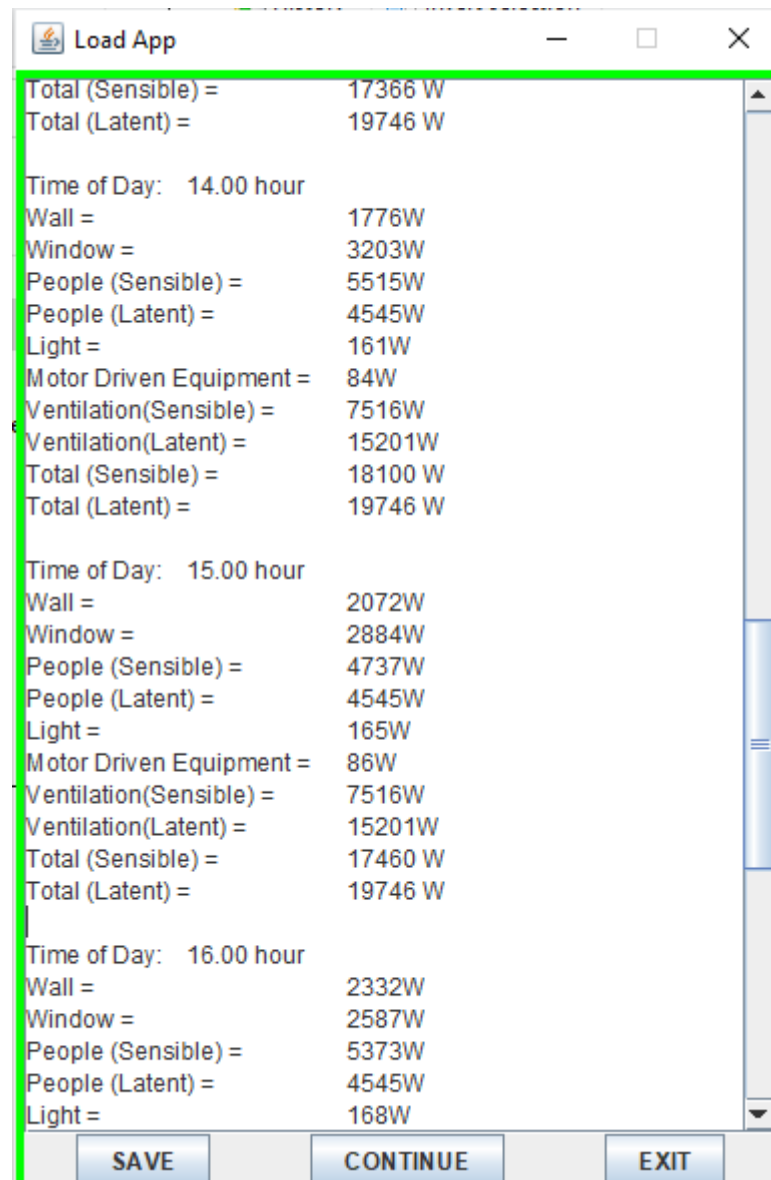 Load App
Total (Sensible) = 17366 W
Total (Latent) = 19746 W
Time of Day: 14.00 hour
Wall = 1776W
Window = 3203W
People (Sensible) = 5515W
People (Latent) = 4545W
Light = 161W
Motor Driven Equipment = 84W
Ventilation(Sensible) = 7516W
Ventilation(Latent) = 15201W
Total (Sensible) = 18100 W
Total (Latent) = 19746 W
Time of Day: 15.00 hour
Wall = 2072W
Window = 2884W
People (Sensible) = 4737W
People (Latent) = 4545W
Light = 165W
Motor Driven Equipment = 86W
Ventilation(Sensible) = 7516W
Ventilation(Latent) = 15201W
Total (Sensible) = 17460 W
Total (Latent) = 19746 W
Time of Day: 16.00 hour
Wall = 2332W
Window = 2587W
People (Sensible) = 5373W
People (Latent) = 4545W
Light = 168W
SAVE CONTINUE EXIT